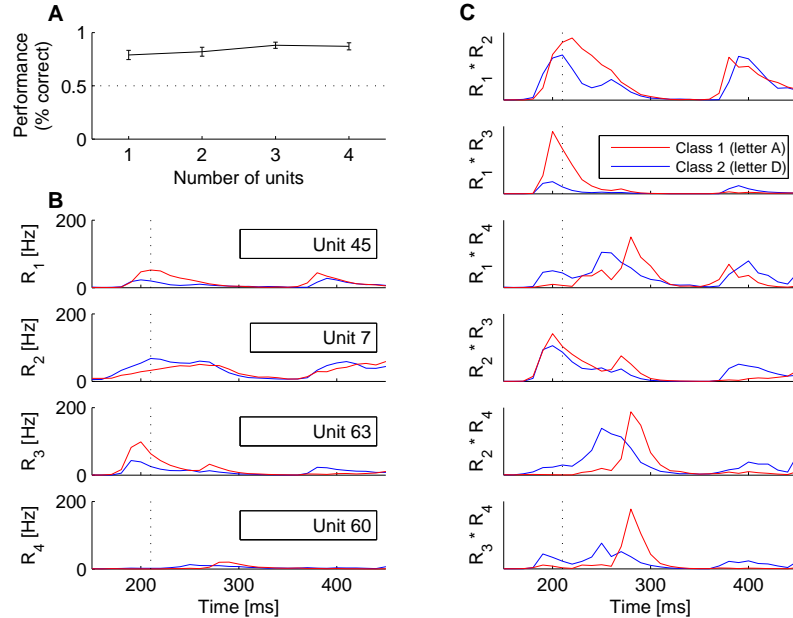 A
Performance
(% correct)
1
0.5
0
1 2 3 4
Number of units
B
R1 [Hz]
200
0
Unit 45
R2 [Hz]
200
0
Unit 7
R3 [Hz]
200
0
Unit 63
R4 [Hz]
200
0
Unit 60
200 300 400
Time [ms]
C
R1 * R2
R1 * R3
Class 1 (letter A)
Class 2 (letter D)
R1 * R4
R2 * R3
R2 * R4
R3 * R4
200 300 400
Time [ms]